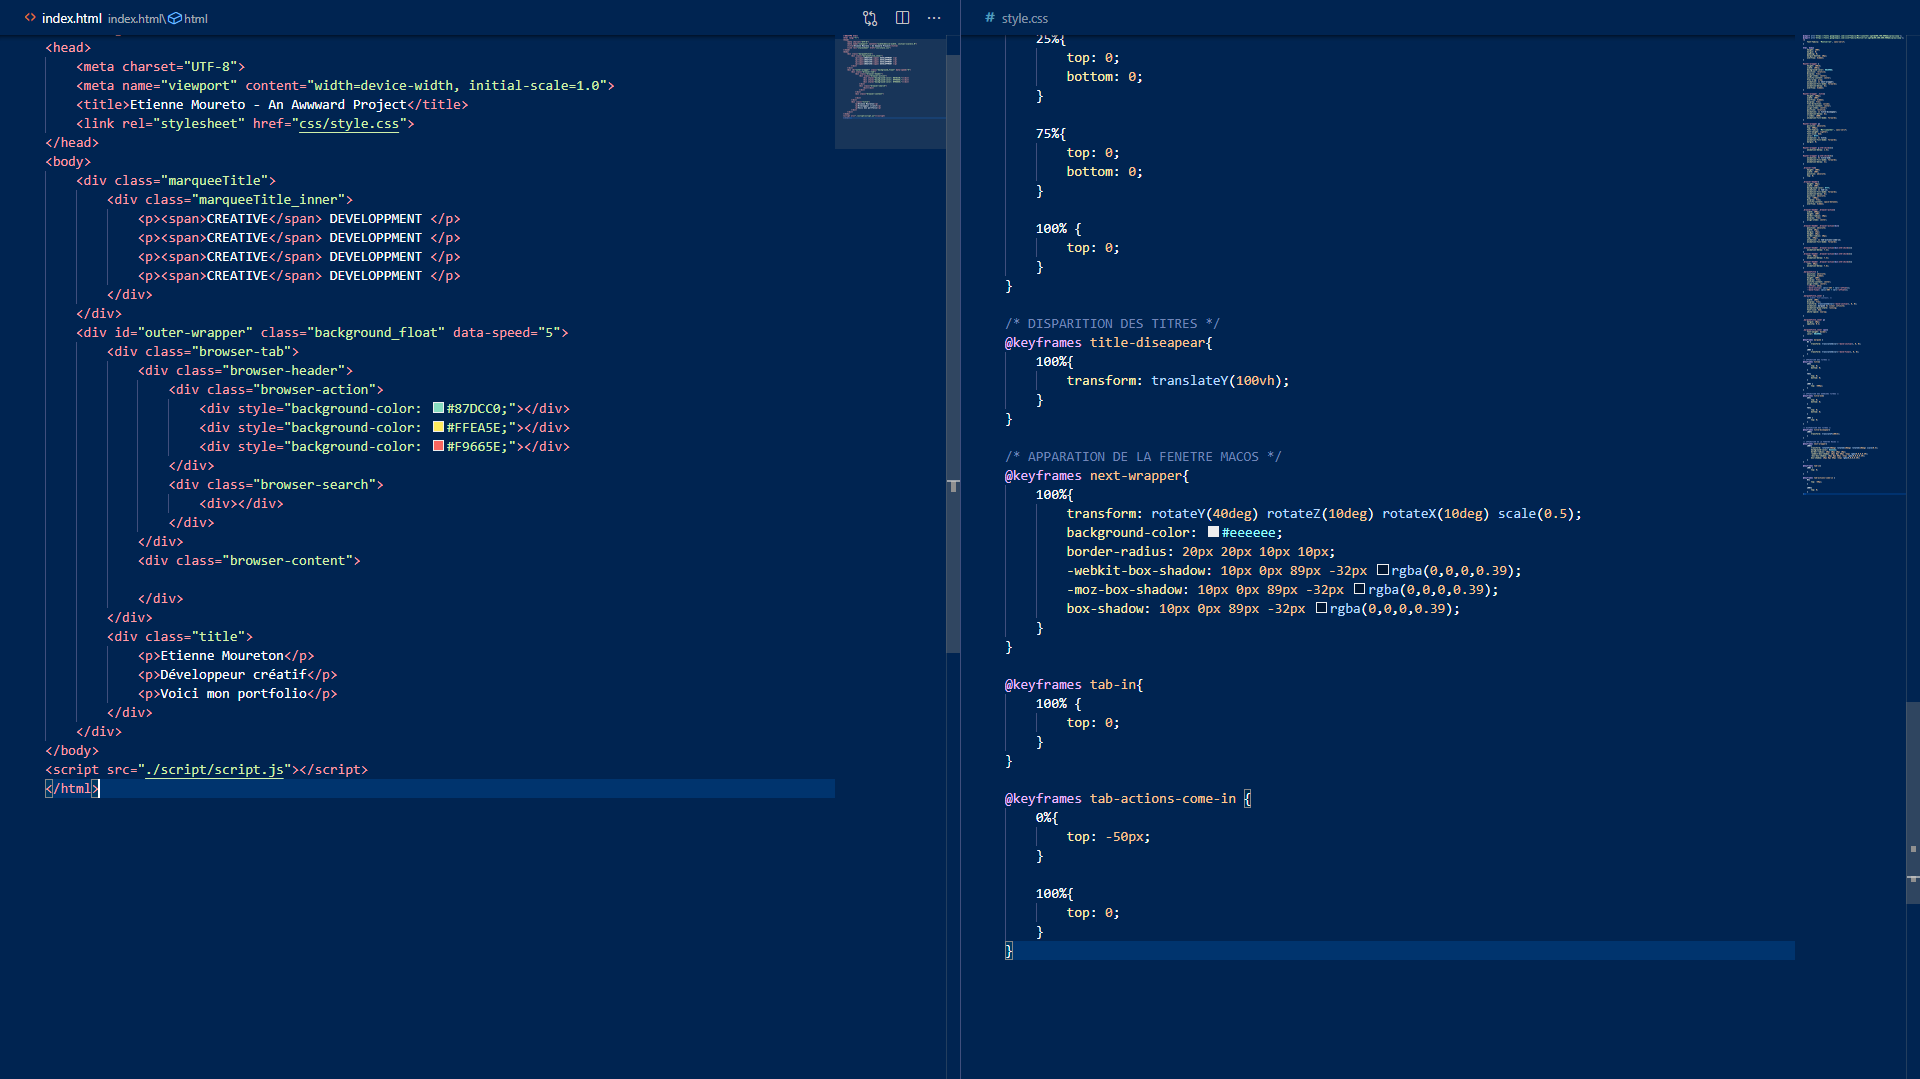 index.html index.html\ html
<head>
<meta charset="UTF-8">
<meta name="viewport" content="width=device-width, initial-scale=1.0">
<title>Etienne Moureto - An Awwward Project</title>
<link rel="stylesheet" href="css/style.css">
</head>
<body>
<div class="marqueeTitle">
<div class="marqueeTitle_inner">
<p><span>CREATIVE</span> DEVELOPPMENT </p>
<p><span>CREATIVE</span> DEVELOPPMENT </p>
<p><span>CREATIVE</span> DEVELOPPMENT </p>
<p><span>CREATIVE</span> DEVELOPPMENT </p>
</div>
</div>
<div id="outer-wrapper" class="background_float" data-speed="5">
<div class="browser-tab">
<div class="browser-header">
<div class="browser-action">
<div style="background-color: #87DCC0;"></div>
<div style="background-color: #FFEA5E;"></div>
<div style="background-color: #F9665E;"></div>
</div>
<div class="browser-search">
<div></div>
</div>
</div>
<div class="browser-content">
</div>
</div>
<div class="title">
<p>Etienne Moureton</p>
<p>Développeur créatif</p>
<p>Voici mon portfolio</p>
</div>
</div>
</body>
<script src="./script/script.js"></script>
</html>
# style.css
25%{
top: 0;
bottom: 0;
}
75%{
top: 0;
bottom: 0;
}
100% {
top: 0;
}
}
/* DISPARITION DES TITRES */
@keyframes title-diseapear{
100%{
transform: translateY(100vh);
}
}
/* APPARATION DE LA FENETRE MACOS */
@keyframes next-wrapper{
100%{
transform: rotateY(40deg) rotateZ(10deg) rotateX(10deg) scale(0.5);
background-color: #eeeeee;
border-radius: 20px 20px 10px 10px;
-webkit-box-shadow: 10px 0px 89px -32px rgba(0,0,0,0.39);
-moz-box-shadow: 10px 0px 89px -32px rgba(0,0,0,0.39);
box-shadow: 10px 0px 89px -32px rgba(0,0,0,0.39);
}
}
@keyframes tab-in{
100% {
top: 0;
}
}
@keyframes tab-actions-come-in {
0%{
top: -50px;
}
100%{
top: 0;
}
}